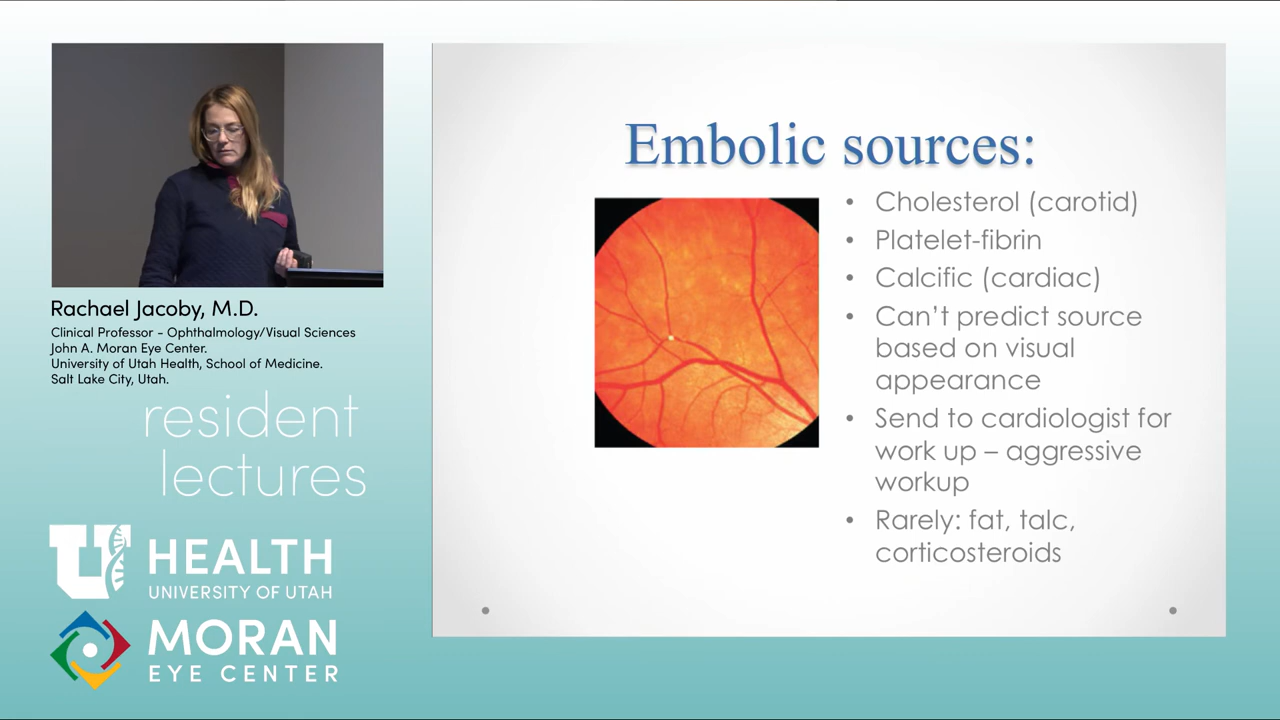 Rachael Jacoby, M.D.
Clinical Professor - Ophthalmology/Visual Sciences
John A. Moran Eye Center.
University of Utah Health, School of Medicine.
Salt Lake City, Utah.
resident
lectures
U
HEALTH
UNIVERSITY OF UTAH
MORAN
EYE CENTER
Embolic sources:
• Cholesterol (carotid)
• Platelet-fibrin
• Calcific (cardiac)
• Can’t predict source
based on visual
appearance
• Send to cardiologist for
work up – aggressive
workup
• Rarely: fat, talc,
corticosteroids